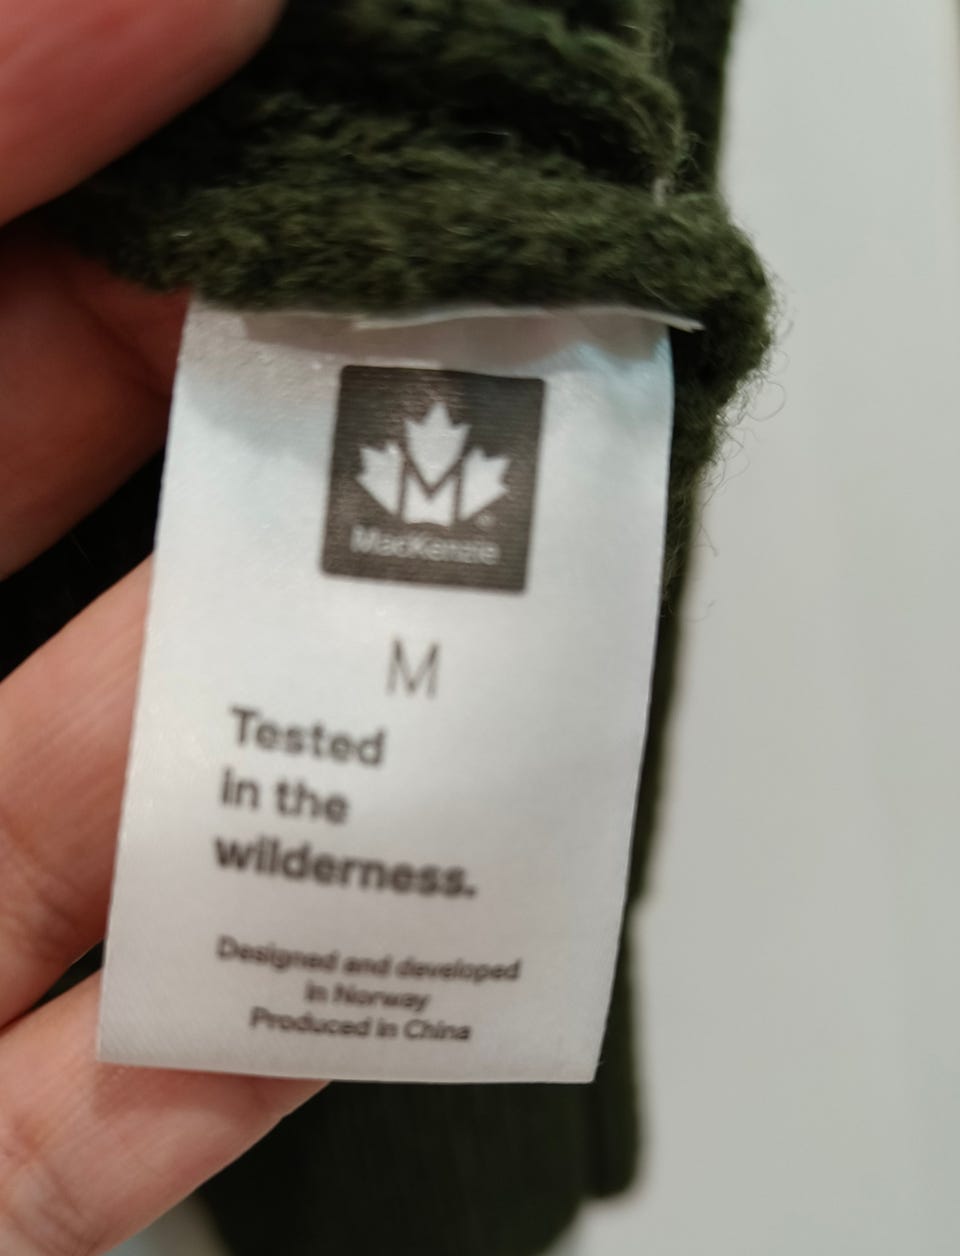 MacKenzie
M
Tested
in the
wilderness.
Designed and developed
in Norway
Produced in China